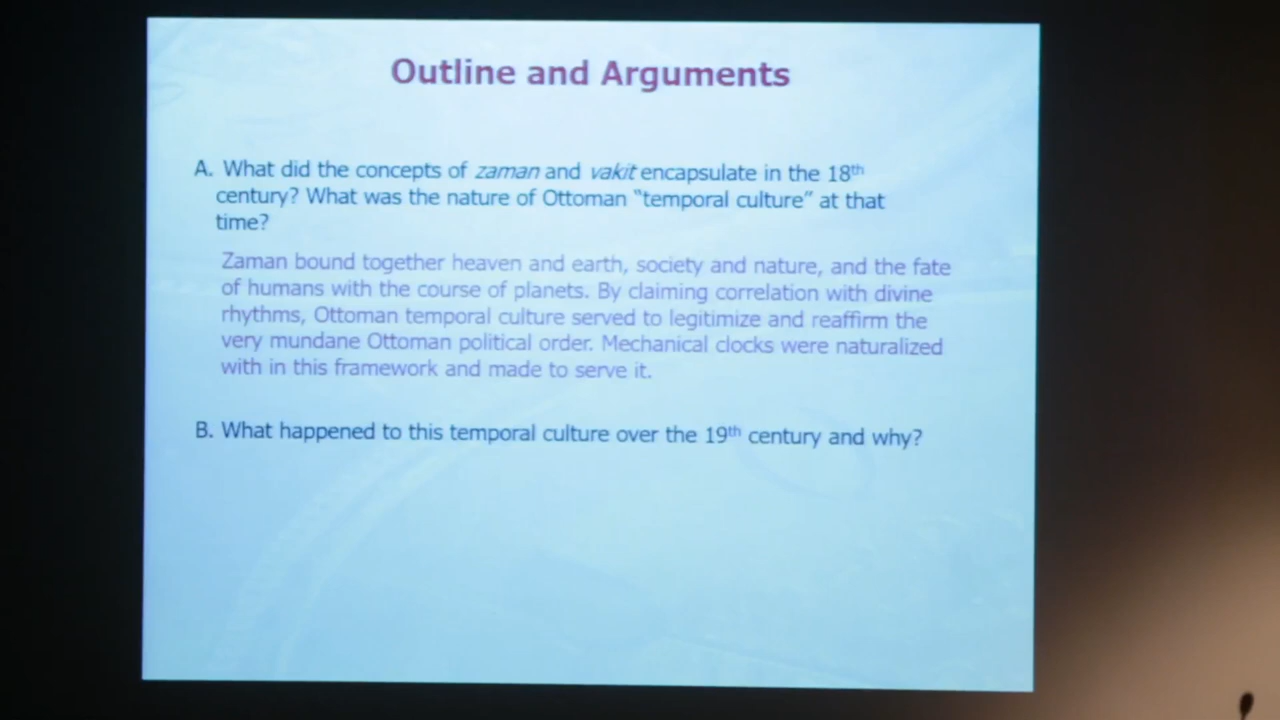 Outline and Arguments
A. What did the concepts of zaman and vakit encapsulate in the 18th
century? What was the nature of Ottoman "temporal culture" at that
time?
Zaman bound together heaven and earth, society and nature, and the fate
of humans with the course of planets. By claiming correlation with divine
rhythms, Ottoman temporal culture served to legitimize and reaffirm the
very mundane Ottoman political order. Mechanical clocks were naturalized
with in this framework and made to serve it.
B. What happened to this temporal culture over the 19th century and why?